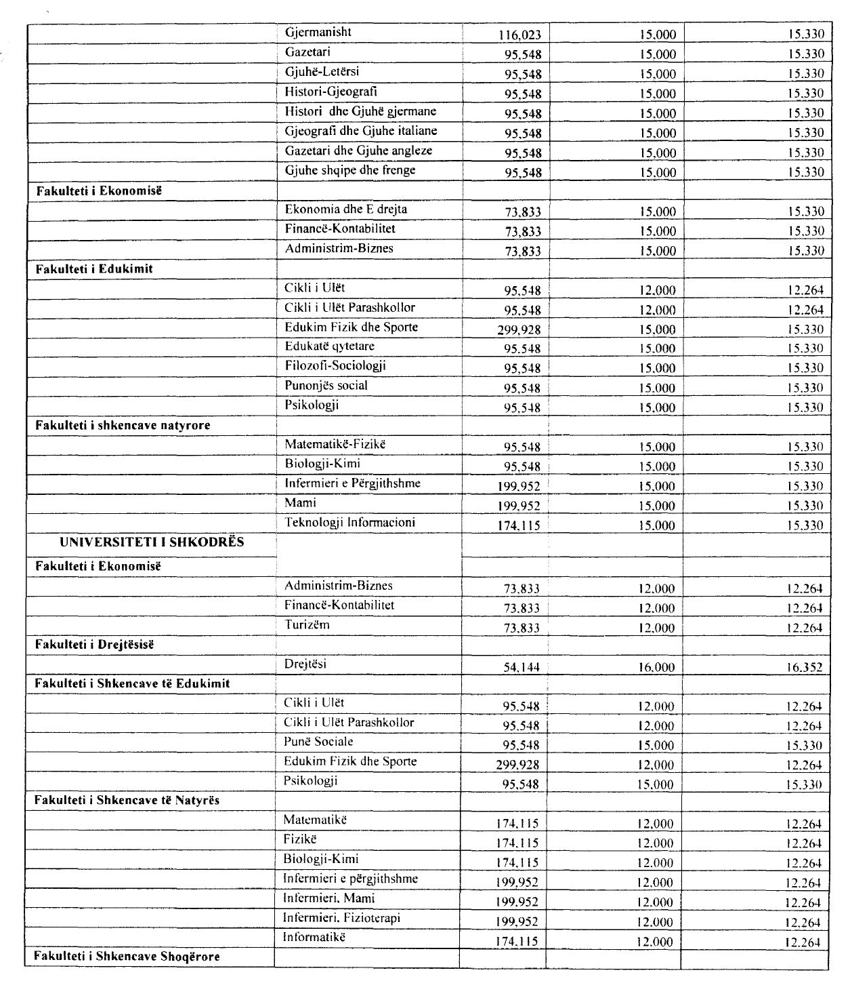 Gjermanisht 116,023 15,000 15.330
Gazetari 95,548 15,000 15.330
Gjuhë-Letërsi 95,548 15,000 15.330
Histori-Gjeografi 95,548 15,000 15.330
Histori dhe Gjuhë gjermane 95,548 15,000 15.330
Gjeografi dhe Gjuhe italiane 95,548 15,000 15.330
Gazetari dhe Gjuhe angleze 95,548 15,000 15.330
Gjuhe shqipe dhe frenge 95,548 15,000 15.330
Fakulteti i Ekonomisë
Ekonomia dhe E drejta 73,833 15,000 15.330
Financë-Kontabilitet 73,833 15,000 15.330
Administrim-Biznes 73,833 15,000 15.330
Fakulteti i Edukimit
Cikli i Ulët 95,548 12,000 12.264
Cikli i Ulët Parashkollor 95,548 12,000 12.264
Edukim Fizik dhe Sporte 299,928 15,000 15.330
Edukatë qytetare 95,548 15,000 15.330
Filozofi-Sociologji 95,548 15,000 15.330
Punonjës social 95,548 15,000 15.330
Psikologji 95,548 15,000 15.330
Fakulteti i shkencave natyrore
Matematikë-Fizikë 95,548 15,000 15.330
Biologji-Kimi 95,548 15,000 15.330
Infermieri e Përgjithshme 199,952 15,000 15.330
Mami 199,952 15,000 15.330
Teknologji Informacioni 174,115 15,000 15.330
UNIVERSITETI I SHKODRËS
Fakulteti i Ekonomisë
Administrim-Biznes 73,833 12,000 12.264
Financë-Kontabilitet 73,833 12,000 12.264
Turizëm 73,833 12,000 12.264
Fakulteti i Drejtësisë
Drejtësi 54,144 16,000 16.352
Fakulteti i Shkencave të Edukimit
Cikli i Ulët 95,548 12,000 12.264
Cikli i Ulët Parashkollor 95,548 12,000 12.264
Punë Sociale 95,548 15,000 15.330
Edukim Fizik dhe Sporte 299,928 12,000 12.264
Psikologji 95,548 15,000 15.330
Fakulteti i Shkencave të Natyrës
Matematikë 174,115 12,000 12.264
Fizikë 174,115 12,000 12.264
Biologji-Kimi 174,115 12,000 12.264
Infermieri e përgjithshme 199,952 12,000 12.264
Infermieri, Mami 199,952 12,000 12.264
Infermieri, Fizioterapi 199,952 12,000 12.264
Informatikë 174,115 12,000 12.264
Fakulteti i Shkencave Shoqërore